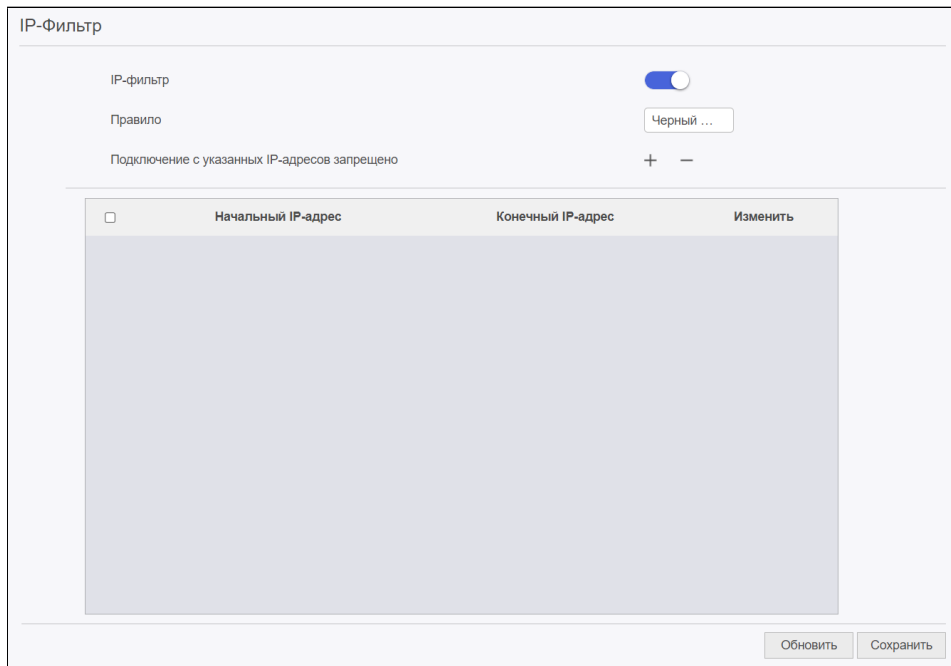 IP-Фильтр
IP-фильтр
Правило
Черный ...
Подключение с указанных IP-адресов запрещено
Начальный IP-адрес Конечный IP-адрес Изменить
Обновить Сохранить